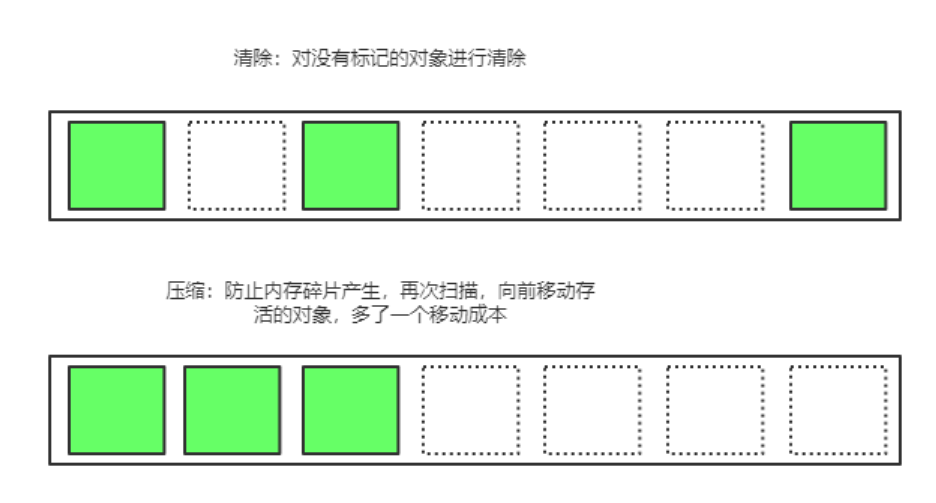 清除：对没有标记的对象进行清除
压缩：防止内存碎片产生，再次扫描，向前移动存
活的对象，多了一个移动成本